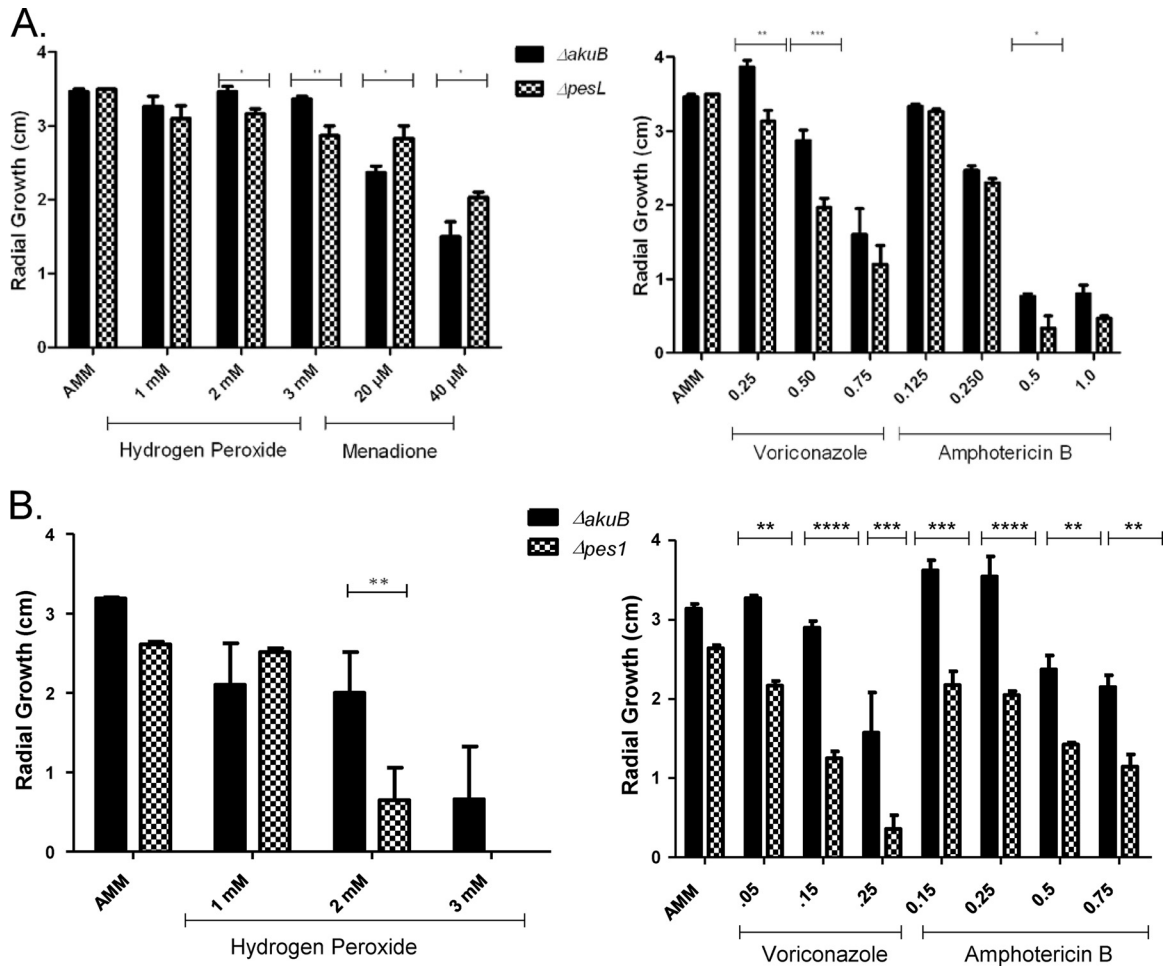 A.
ΔakuB
ΔpesL
* ** * *
Radial Growth (cm)
4
3
2
1
0
AMM 1 mM 2 mM 3 mM 20 µM 40 µM
Hydrogen Peroxide Menadione
** *** *
Radial Growth (cm)
4
3
2
1
0
AMM 0.25 0.50 0.75 0.125 0.250 0.5 1.0
Voriconazole Amphotericin B
B.
ΔakuB
Δpes1
**
Radial Growth (cm)
4
3
2
1
0
AMM 1 mM 2 mM 3 mM
Hydrogen Peroxide
** **** *** *** **** ** **
Radial Growth (cm)
4
3
2
1
0
AMM .05 .15 .25 0.15 0.25 0.5 0.75
Voriconazole Amphotericin B